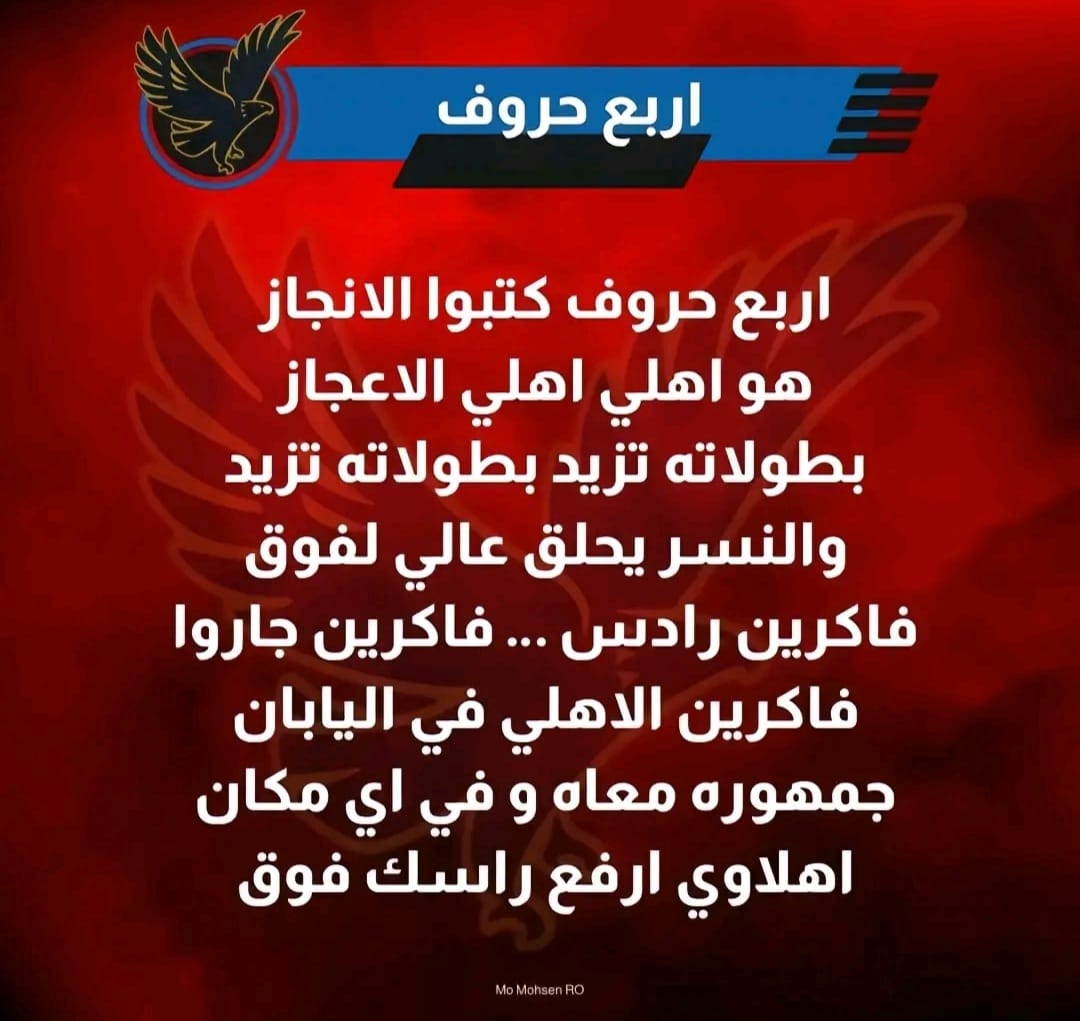 اربع حروف
اربع حروف كتبوا الانجاز
هو اهلي اهلي الاعجاز
بطولاته تزيد بطولاته تزيد
والنسر يحلق عالي لفوق
فاكرين رادس ... فاكرين جاروا
فاكرين الاهلي في اليابان
جمهوره معاه و في اي مكان
اهلاوي ارفع راسك فوق
Mo Mohsen RO